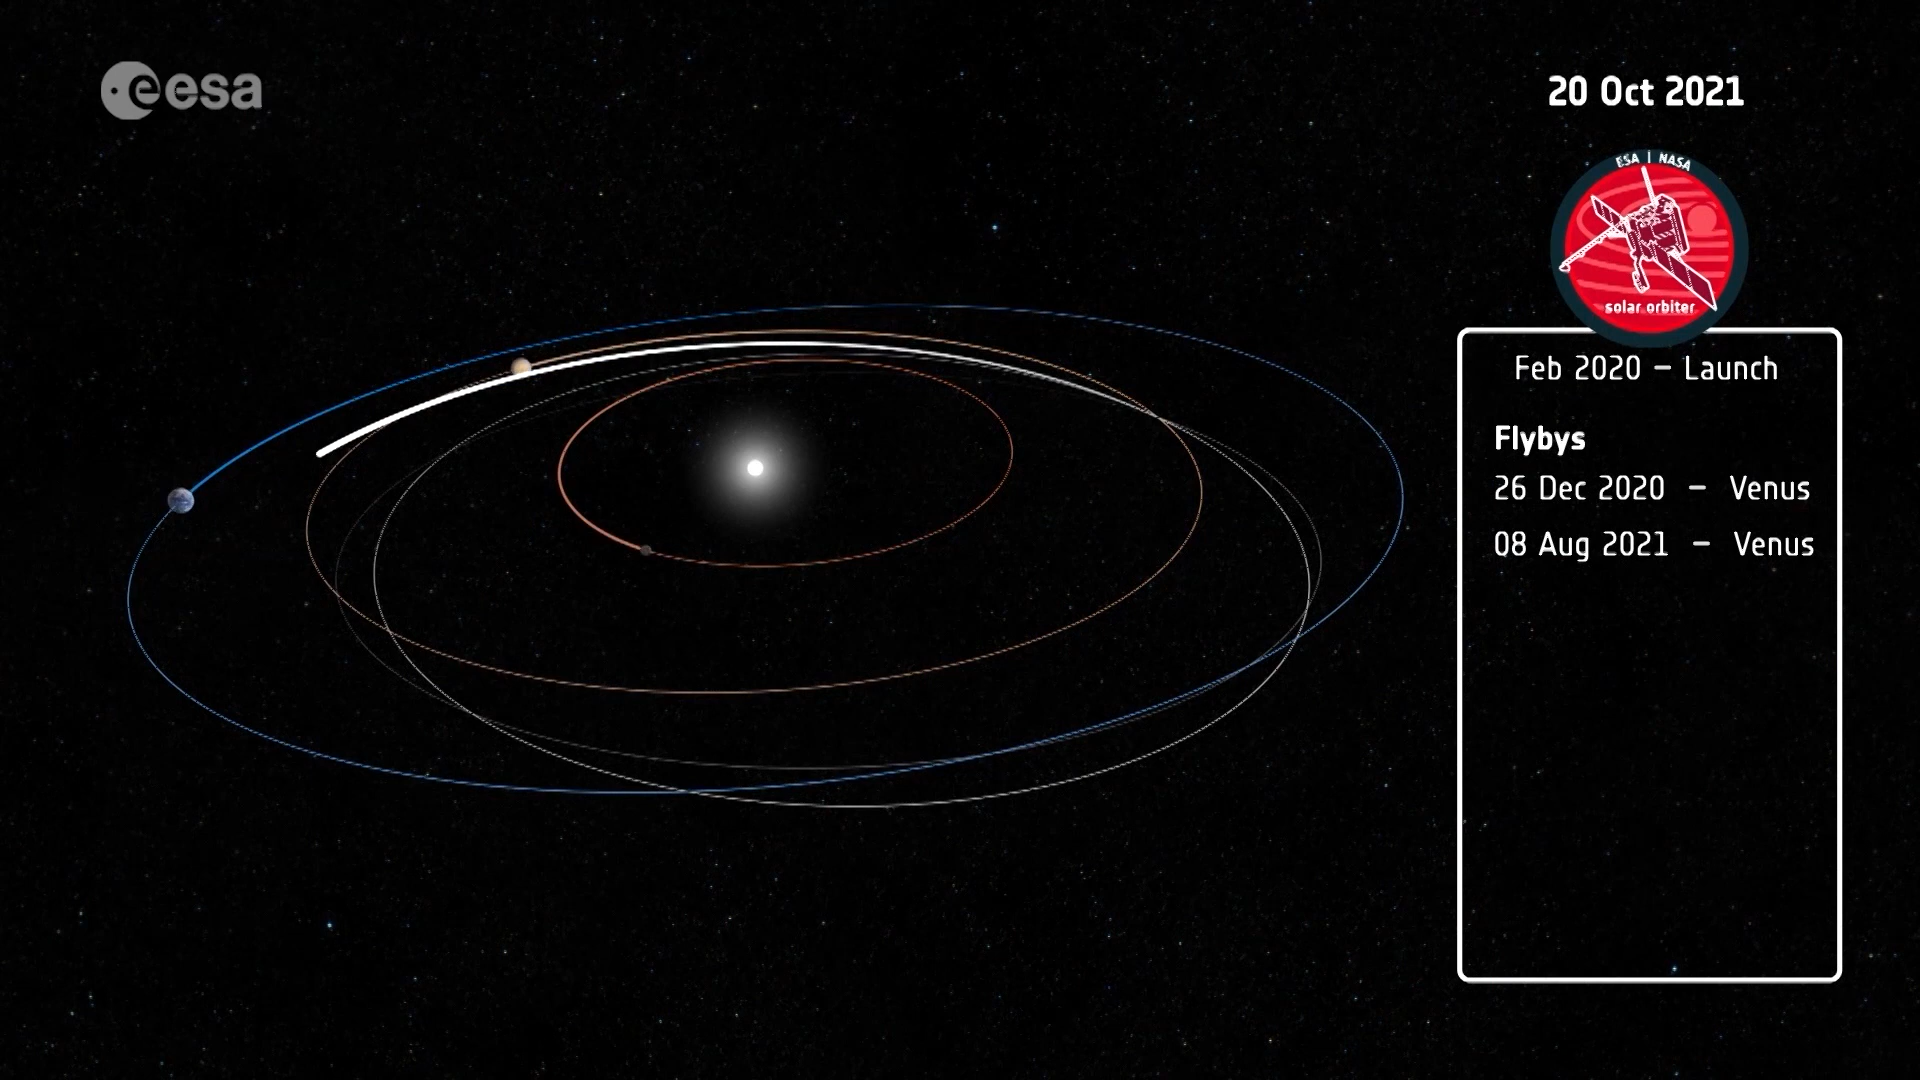 esa
20 Oct 2021
ESA | NASA
solar orbiter
Feb 2020 – Launch
Flybys
26 Dec 2020 – Venus
08 Aug 2021 – Venus